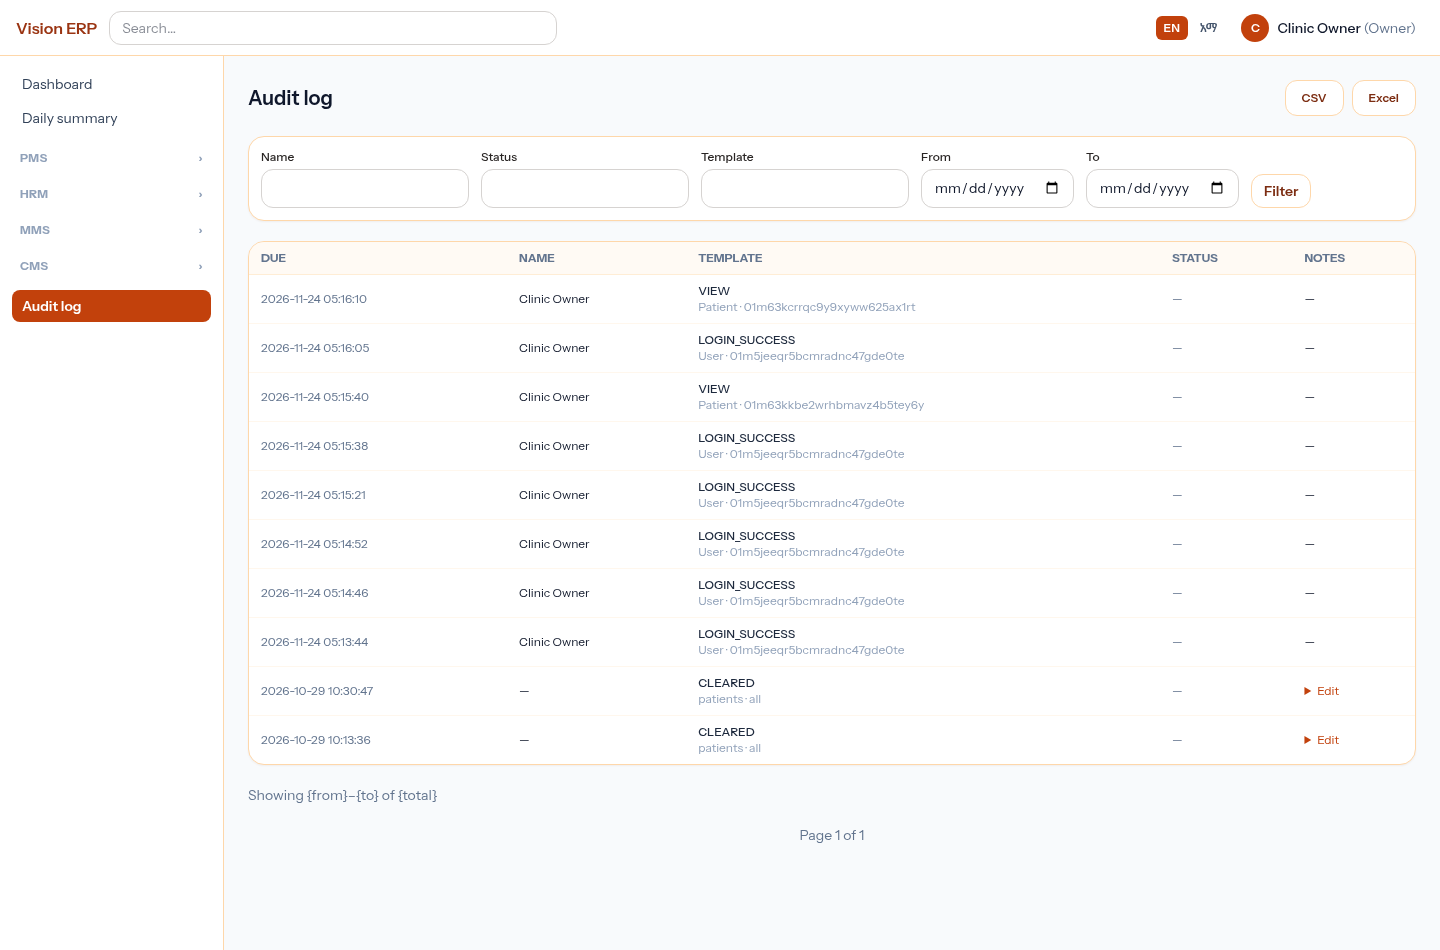 Vision ERP
Search...
EN
አማ
C
Clinic Owner (Owner)
Dashboard
Daily summary
PMS ›
HRM ›
MMS ›
CMS ›
Audit log
Audit log
CSV
Excel
Name
Status
Template
From
To
mm/dd/yyyy
mm/dd/yyyy
Filter
DUE NAME TEMPLATE STATUS NOTES
2026-11-24 05:16:10 Clinic Owner VIEW — —
Patient · 01m63kcrrqc9y9xyww625ax1rt
2026-11-24 05:16:05 Clinic Owner LOGIN_SUCCESS — —
User · 01m5jeeqr5bcmradnc47gde0te
2026-11-24 05:15:40 Clinic Owner VIEW — —
Patient · 01m63kkbe2wrhbmavz4b5tey6y
2026-11-24 05:15:38 Clinic Owner LOGIN_SUCCESS — —
User · 01m5jeeqr5bcmradnc47gde0te
2026-11-24 05:15:21 Clinic Owner LOGIN_SUCCESS — —
User · 01m5jeeqr5bcmradnc47gde0te
2026-11-24 05:14:52 Clinic Owner LOGIN_SUCCESS — —
User · 01m5jeeqr5bcmradnc47gde0te
2026-11-24 05:14:46 Clinic Owner LOGIN_SUCCESS — —
User · 01m5jeeqr5bcmradnc47gde0te
2026-11-24 05:13:44 Clinic Owner LOGIN_SUCCESS — —
User · 01m5jeeqr5bcmradnc47gde0te
2026-10-29 10:30:47 — CLEARED — ▶ Edit
patients · all
2026-10-29 10:13:36 — CLEARED — ▶ Edit
patients · all
Showing {from}–{to} of {total}
Page 1 of 1